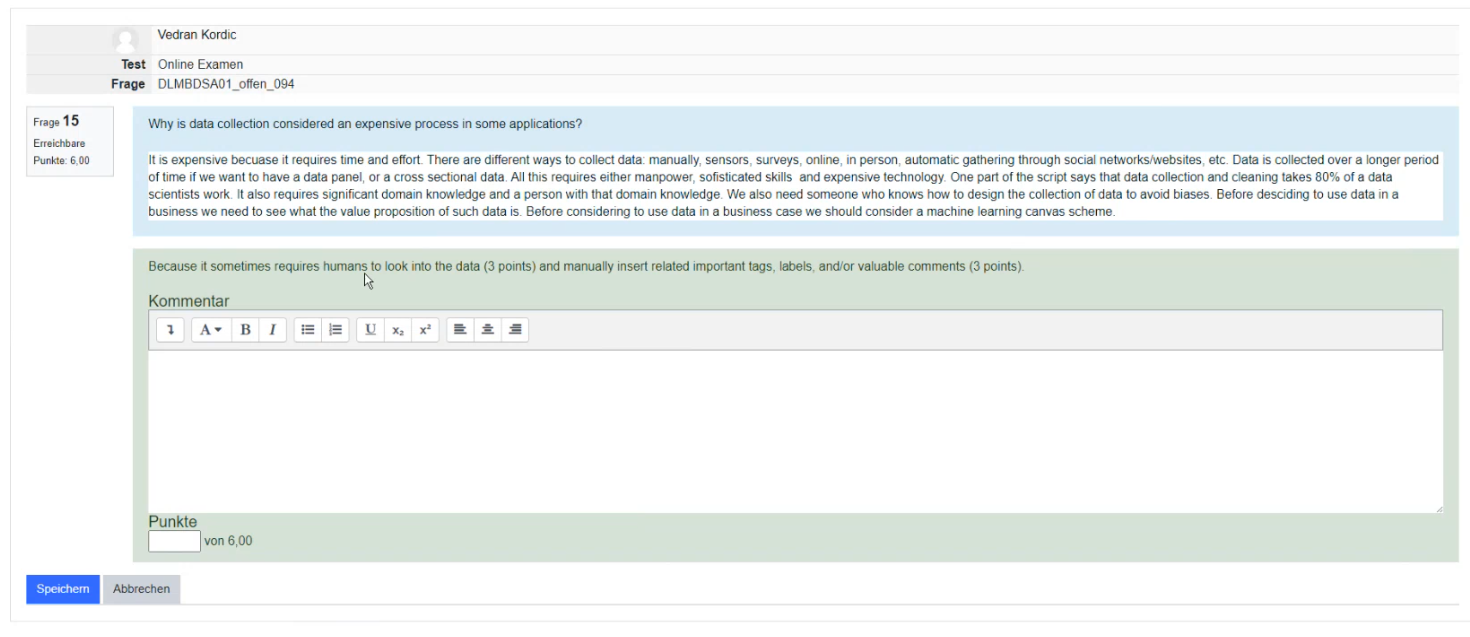 Vedran Kordic
Test Online Examen
Frage DLMBDSA01_offen_094
Frage 15
Erreichbare
Punkte: 6,00
Why is data collection considered an expensive process in some applications?
It is expensive becuase it requires time and effort. There are different ways to collect data: manually, sensors, surveys, online, in person, automatic gathering through social networks/websites, etc. Data is collected over a longer period
of time if we want to have a data panel, or a cross sectional data. All this requires either manpower, sofisticated skills and expensive technology. One part of the script says that data collection and cleaning takes 80% of a data
scientists work. It also requires significant domain knowledge and a person with that domain knowledge. We also need someone who knows how to design the collection of data to avoid biases. Before desciding to use data in a
business we need to see what the value proposition of such data is. Before considering to use data in a business case we should consider a machine learning canvas scheme.
Because it sometimes requires humans to look into the data (3 points) and manually insert related important tags, labels, and/or valuable comments (3 points).
Kommentar
A B I U x₂ x²
Punkte
von 6,00
Speichern Abbrechen